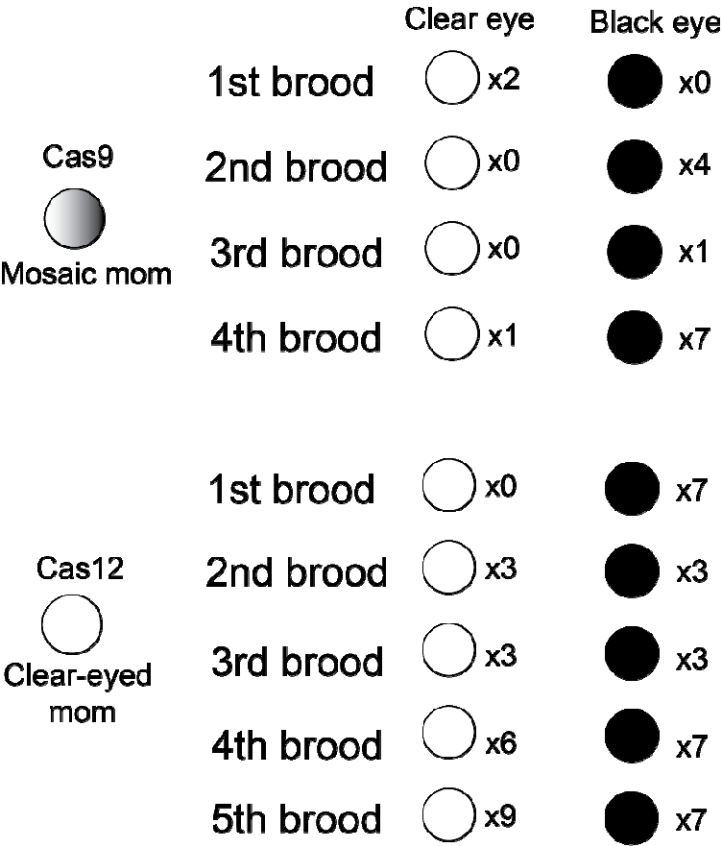 Clear eye Black eye
1st brood x2 x0
Cas9
2nd brood x0 x4
3rd brood x0 x1
Mosaic mom
4th brood x1 x7
1st brood x0 x7
Cas12
2nd brood x3 x3
3rd brood x3 x3
Clear-eyed
mom
4th brood x6 x7
5th brood x9 x7